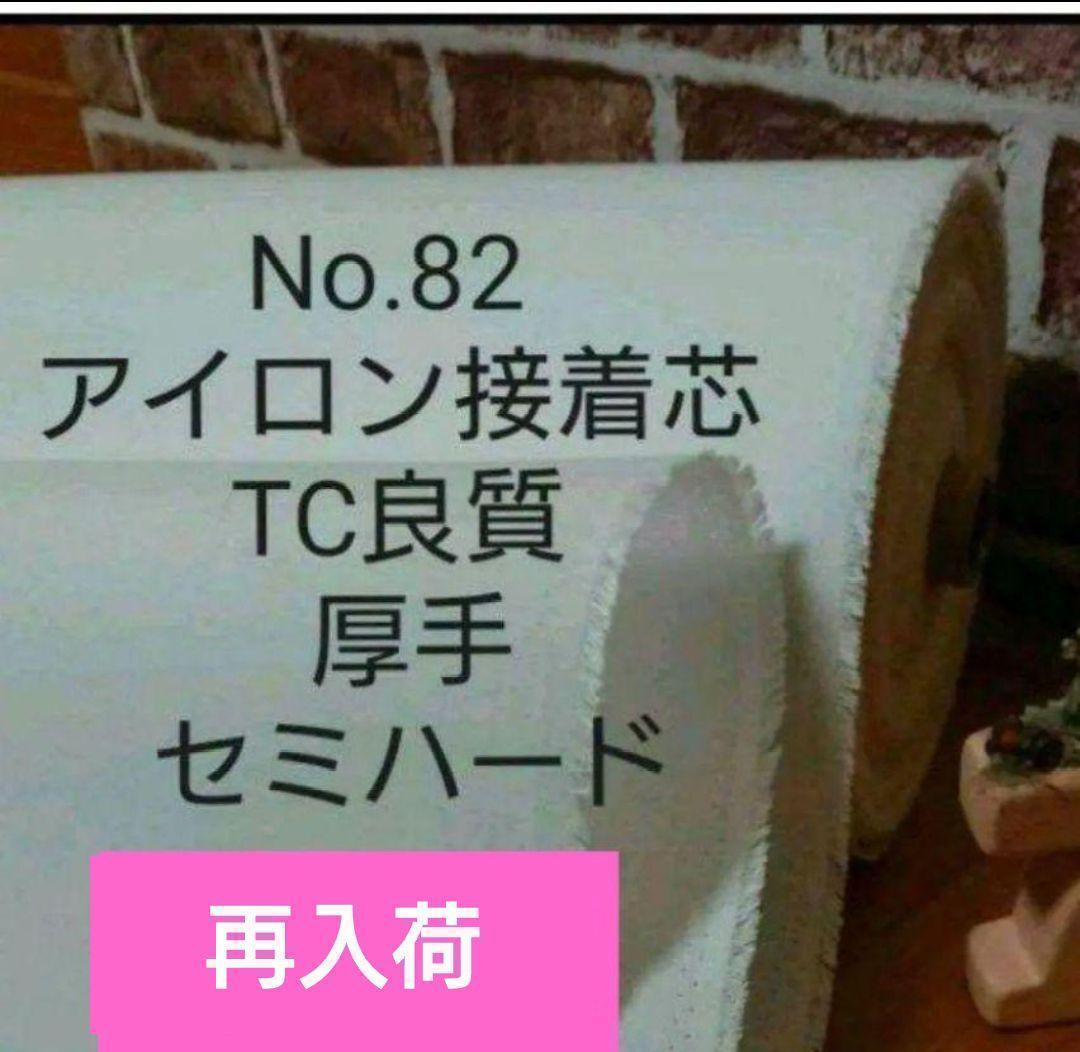 No.82
アイロン接着芯
TC良質
厚手
セミハード
再入荷